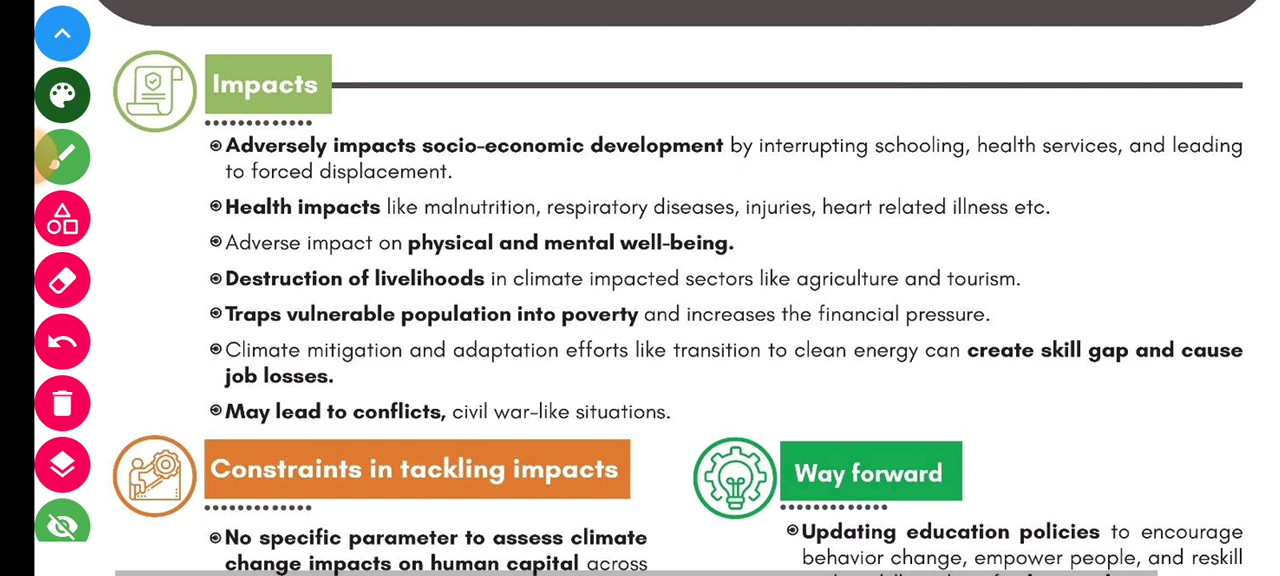 Impacts
Adversely impacts socio-economic development by interrupting schooling, health services, and leading
to forced displacement.
Health impacts like malnutrition, respiratory diseases, injuries, heart related illness etc.
Adverse impact on physical and mental well-being.
Destruction of livelihoods in climate impacted sectors like agriculture and tourism.
Traps vulnerable population into poverty and increases the financial pressure.
Climate mitigation and adaptation efforts like transition to clean energy can create skill gap and cause
job losses.
May lead to conflicts, civil war-like situations.
Constraints in tackling impacts
No specific parameter to assess climate
change impacts on human capital across
Way forward
Updating education policies to encourage
behavior change, empower people, and reskill